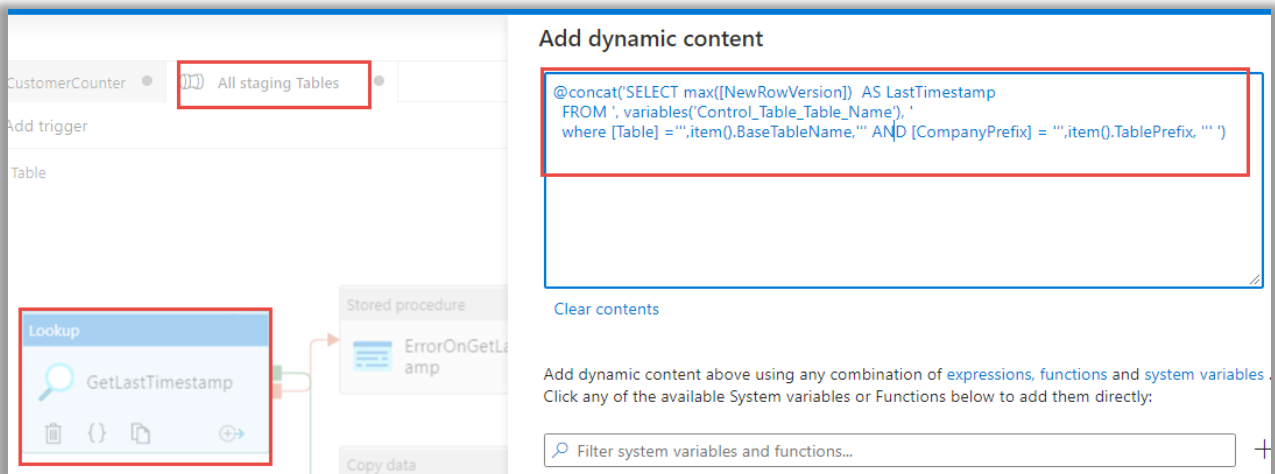 Add dynamic content
CustomerCounter
All staging Tables
Add trigger
Table
@concat('SELECT max([NewRowVersion])  AS LastTimestamp
FROM ', variables('Control_Table_Table_Name'), '
where [Table] =''',item().BaseTableName,''' AND [CompanyPrefix] = ''',item().TablePrefix, ''' ')
Clear contents
Lookup
GetLastTimestamp
{}
Stored procedure
ErrorOnGetLa
amp
Copy data
Add dynamic content above using any combination of expressions, functions and system variables .
Click any of the available System variables or Functions below to add them directly:
Filter system variables and functions...